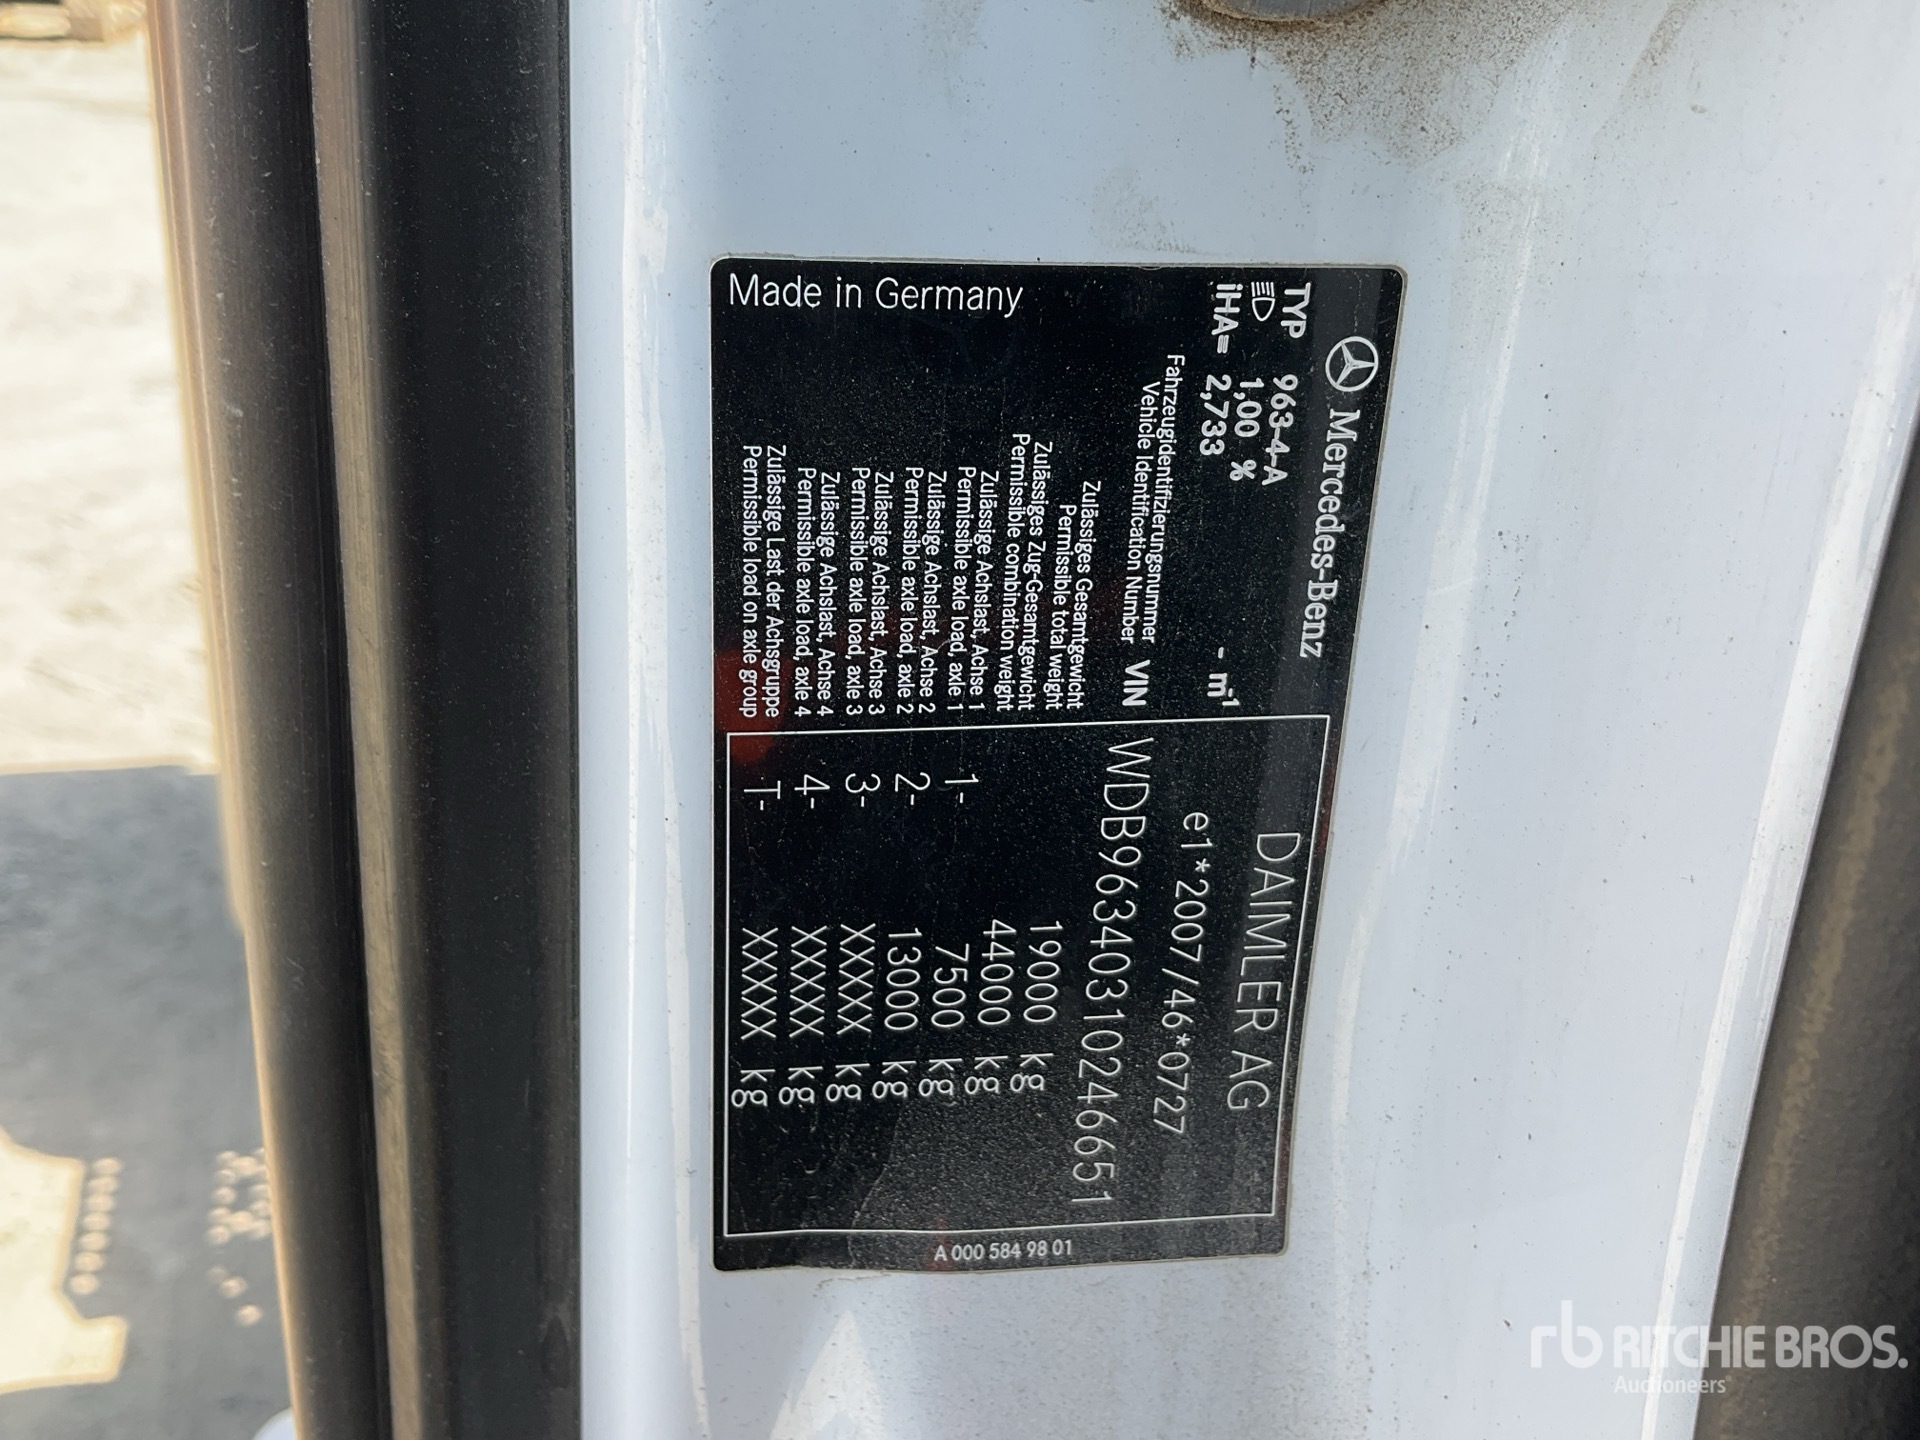 Mercedes-Benz
TYP 963-4-A
1,00 %
iHA= 2,733 - m-1
DAIMLER AG
e1*2007/46*0727
Fahrzeugidentifizierungsnummer
Vehicle Identification Number VIN WDB96340310246651
Zulässiges Gesamtgewicht
Permissible total weight 19000 kg
Zulässiges Zug-Gesamtgewicht
Permissible combination weight 44000 kg
Zulässige Achslast, Achse 1
Permissible axle load, axle 1 1- 7500 kg
Zulässige Achslast, Achse 2
Permissible axle load, axle 2 2- 13000 kg
Zulässige Achslast, Achse 3
Permissible axle load, axle 3 3- XXXXX kg
Zulässige Achslast, Achse 4
Permissible axle load, axle 4 4- XXXXX kg
Zulässige Last der Achsgruppe
Permissible load on axle group T- XXXXX kg
Made in Germany
A 000 584 98 01
rb RITCHIE BROS.
Auctioneers